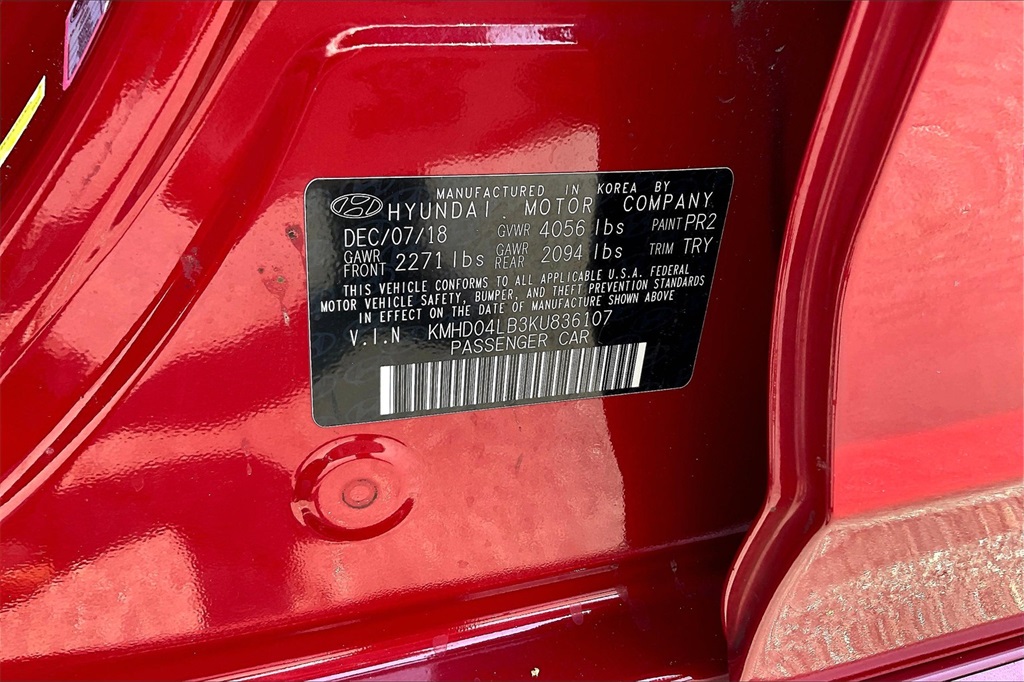 MANUFACTURED IN KOREA BY
HYUNDAI MOTOR COMPANY
DEC/07/18 GVWR 4056 lbs PAINT PR2
GAWR FRONT 2271 lbs GAWR REAR 2094 lbs TRIM TRY
THIS VEHICLE CONFORMS TO ALL APPLICABLE U.S.A. FEDERAL
MOTOR VEHICLE SAFETY, BUMPER, AND THEFT PREVENTION STANDARDS
IN EFFECT ON THE DATE OF MANUFACTURE SHOWN ABOVE
V.I.N KMHD04LB3KU836107
PASSENGER CAR